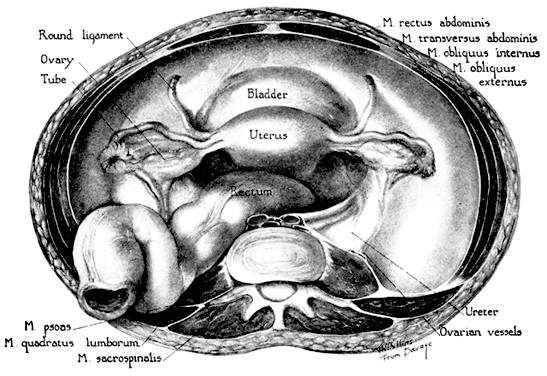 Round ligament
Ovary
Tube
M. rectus abdominis
M. transversus abdominis
M. obliquus internus
M. obliquus
externus
Bladder
Uterus
Rectum
M. psoas
M. quadratus lumborum
M. sacrospinalis
Ureter
Ovarian vessels
From Savage